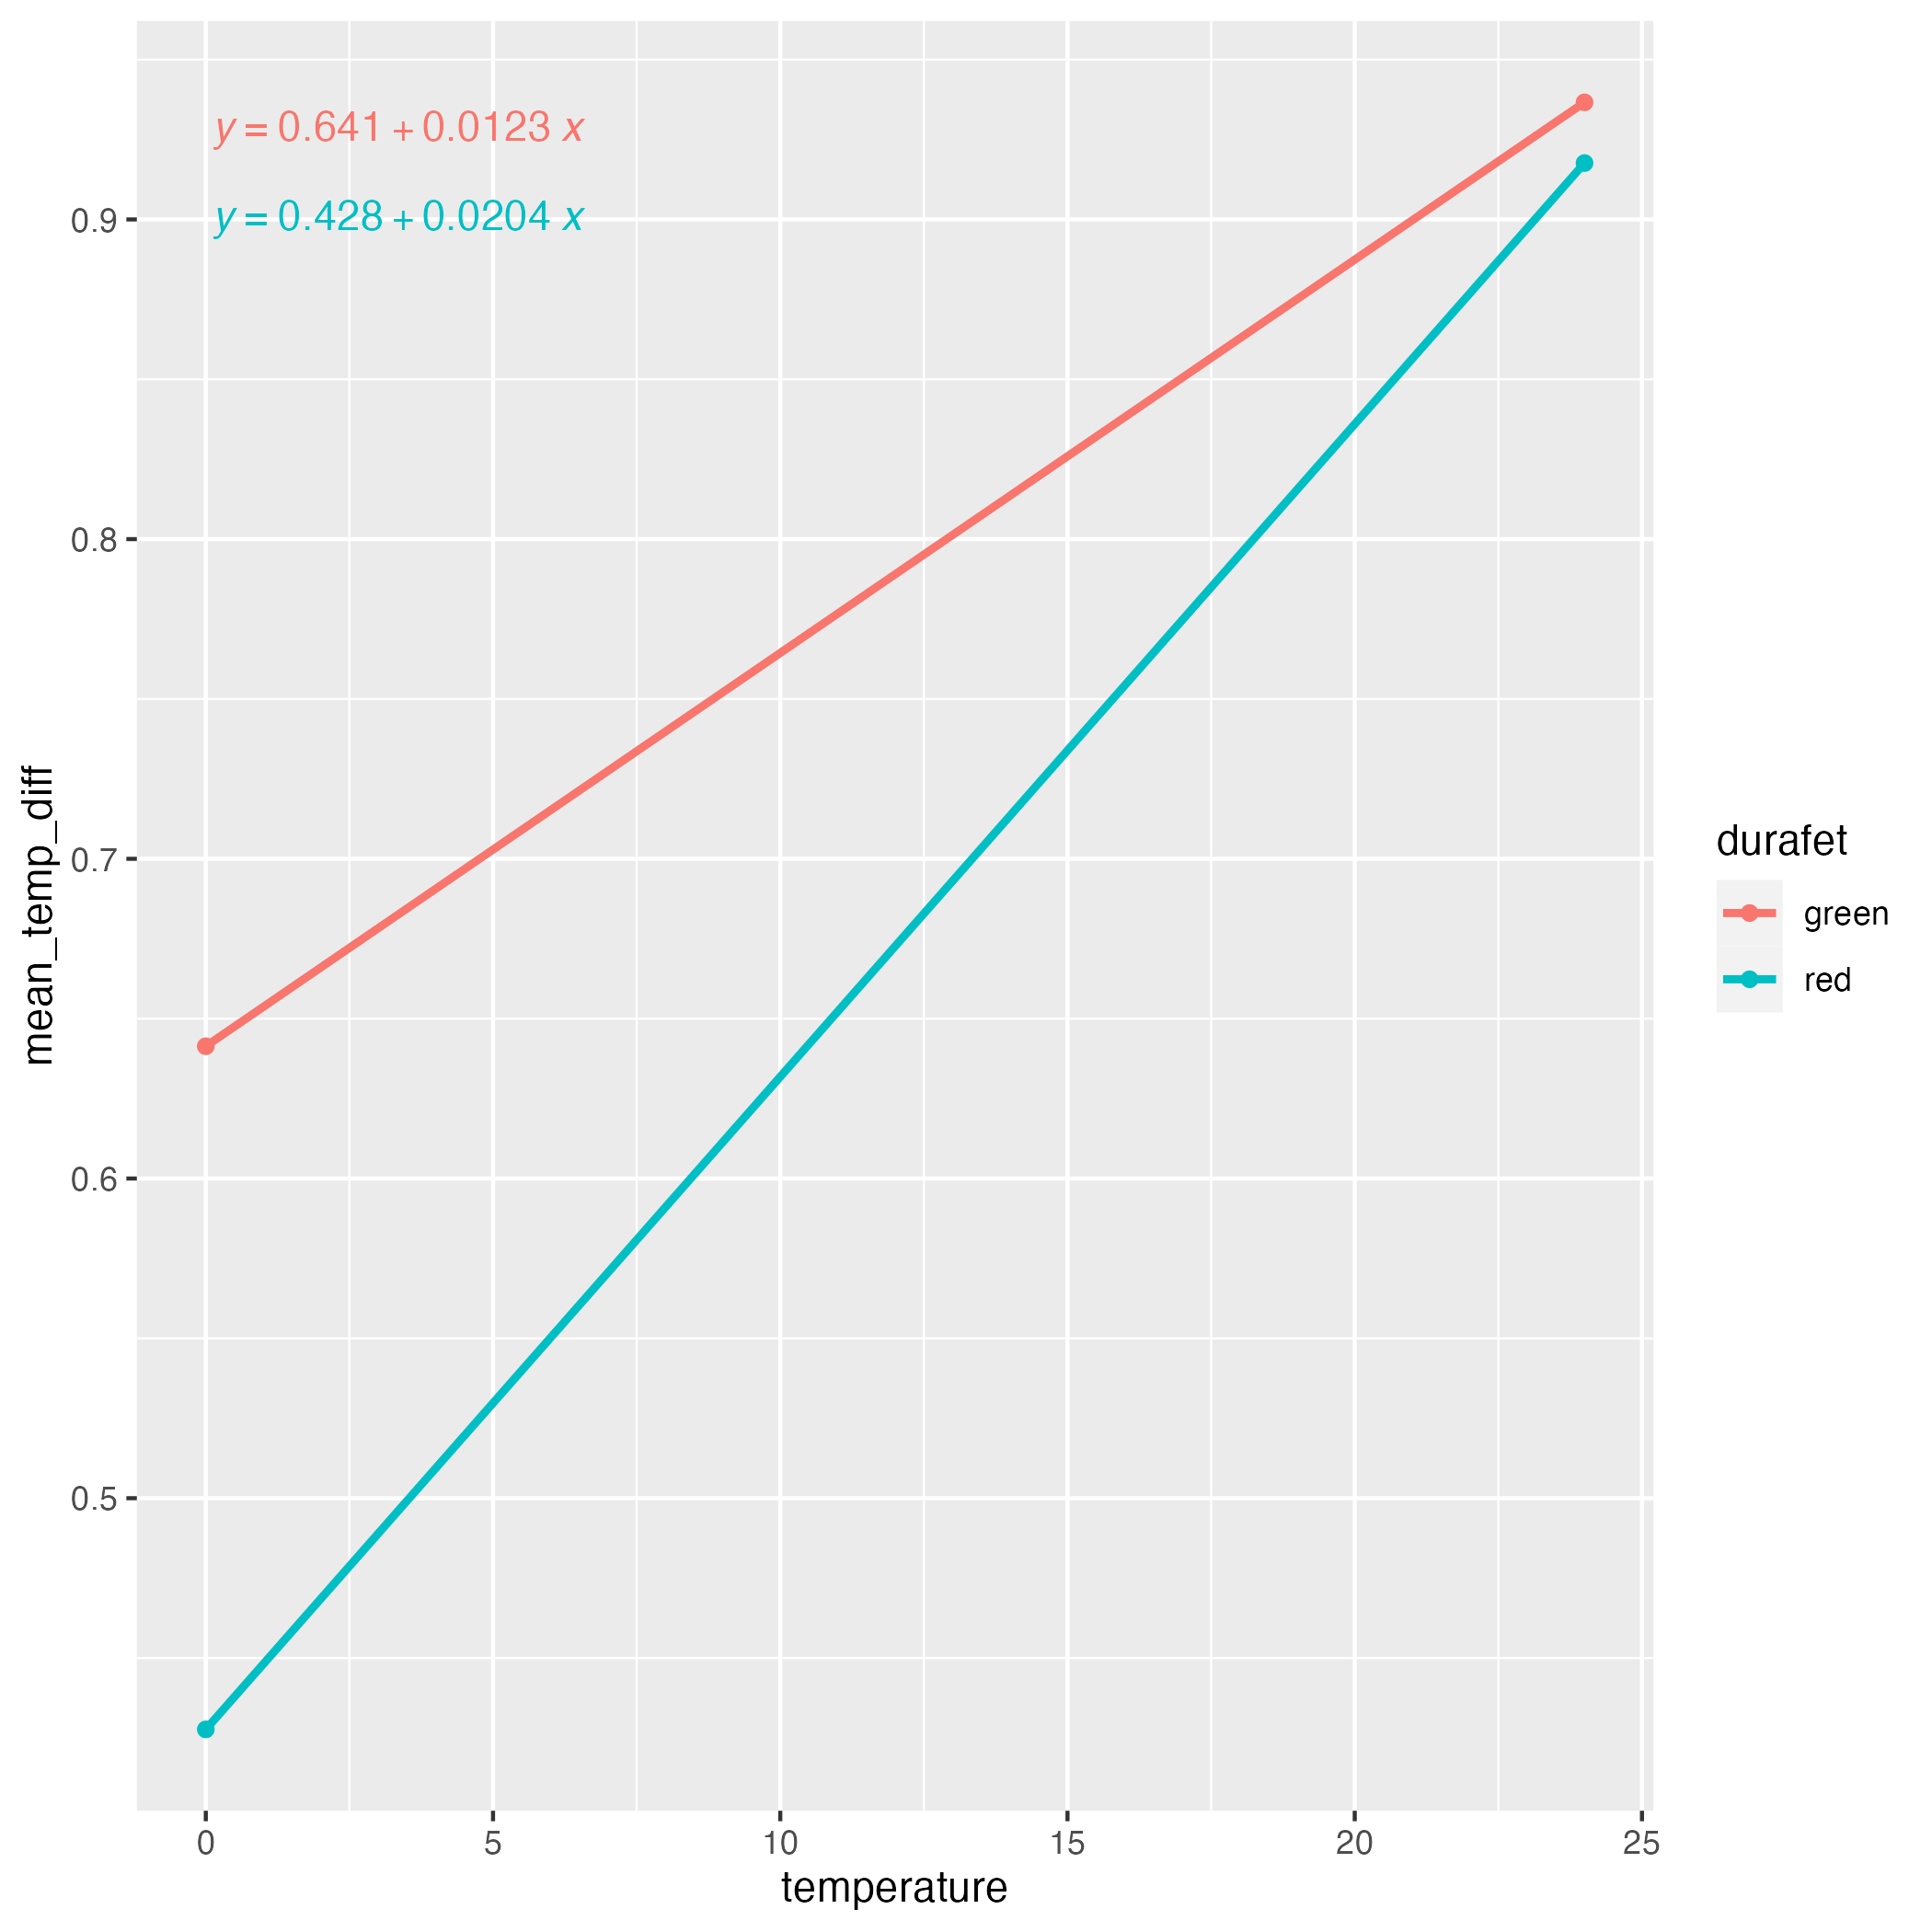 y = 0.641 + 0.0123 x
y = 0.428 + 0.0204 x
0.9
0.8
0.7
0.6
0.5
mean_temp_diff
0 5 10 15 20 25
temperature
durafet
green
red